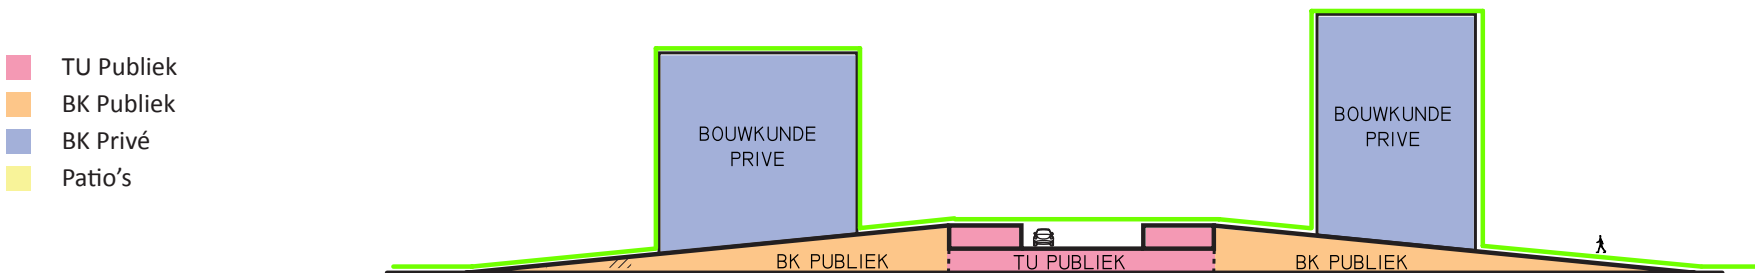 TU Publiek
BK Publiek
BK Privé
Patio's
BOUWKUNDE
PRIVE
BOUWKUNDE
PRIVE
BK PUBLIEK
TU PUBLIEK
BK PUBLIEK